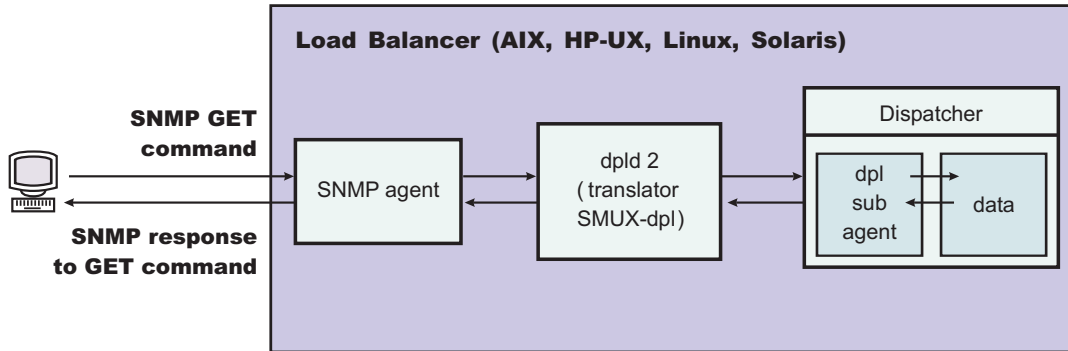 Load Balancer (AIX, HP-UX, Linux, Solaris)
SNMP GET
command
SNMP response
to GET command
SNMP agent
dpld 2
( translator
SMUX-dpl)
Dispatcher
dpl
sub
agent
data